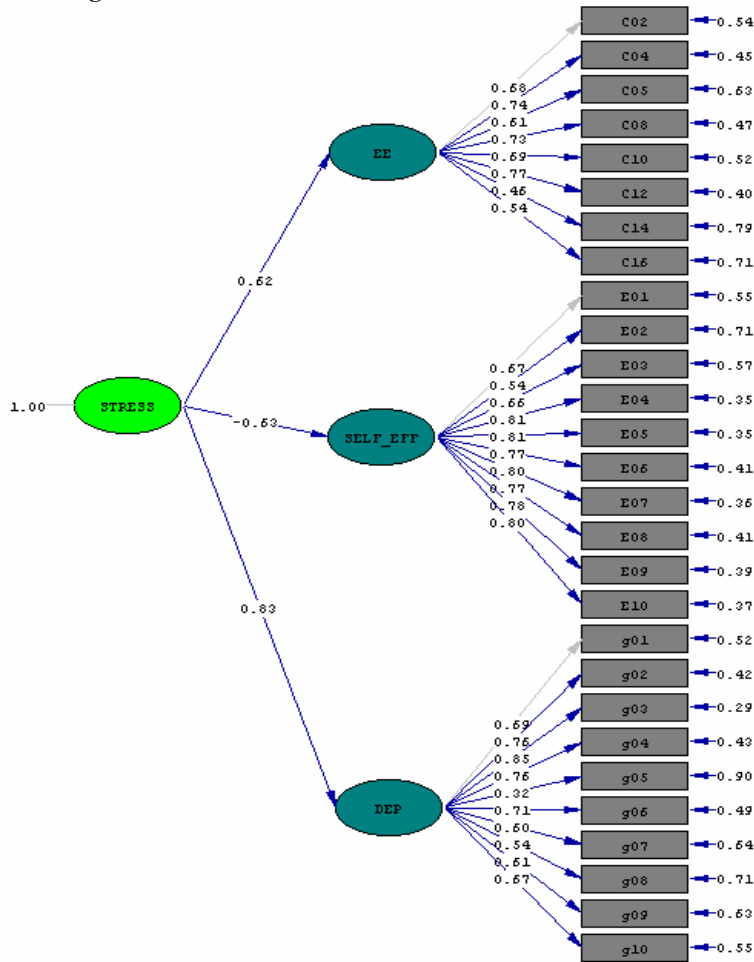 C02 0.54
C04 0.45
C05 0.63
C08 0.47
C10 0.52
C12 0.40
C14 0.79
C16 0.71
0.68
0.74
0.61
0.73
0.69
0.77
0.46
0.54
EE
0.62
E01 0.55
E02 0.71
E03 0.57
E04 0.35
E05 0.35
E06 0.41
E07 0.36
E08 0.41
E09 0.39
E10 0.37
0.67
0.54
0.66
0.81
0.81
0.77
0.80
0.77
0.78
0.80
1.00
STRESS
-0.63
SELF_EFF
0.83
g01 0.52
g02 0.42
g03 0.29
g04 0.43
g05 0.90
g06 0.49
g07 0.64
g08 0.71
g09 0.63
g10 0.55
0.69
0.76
0.85
0.76
0.32
0.71
0.60
0.54
0.61
0.67
DEP